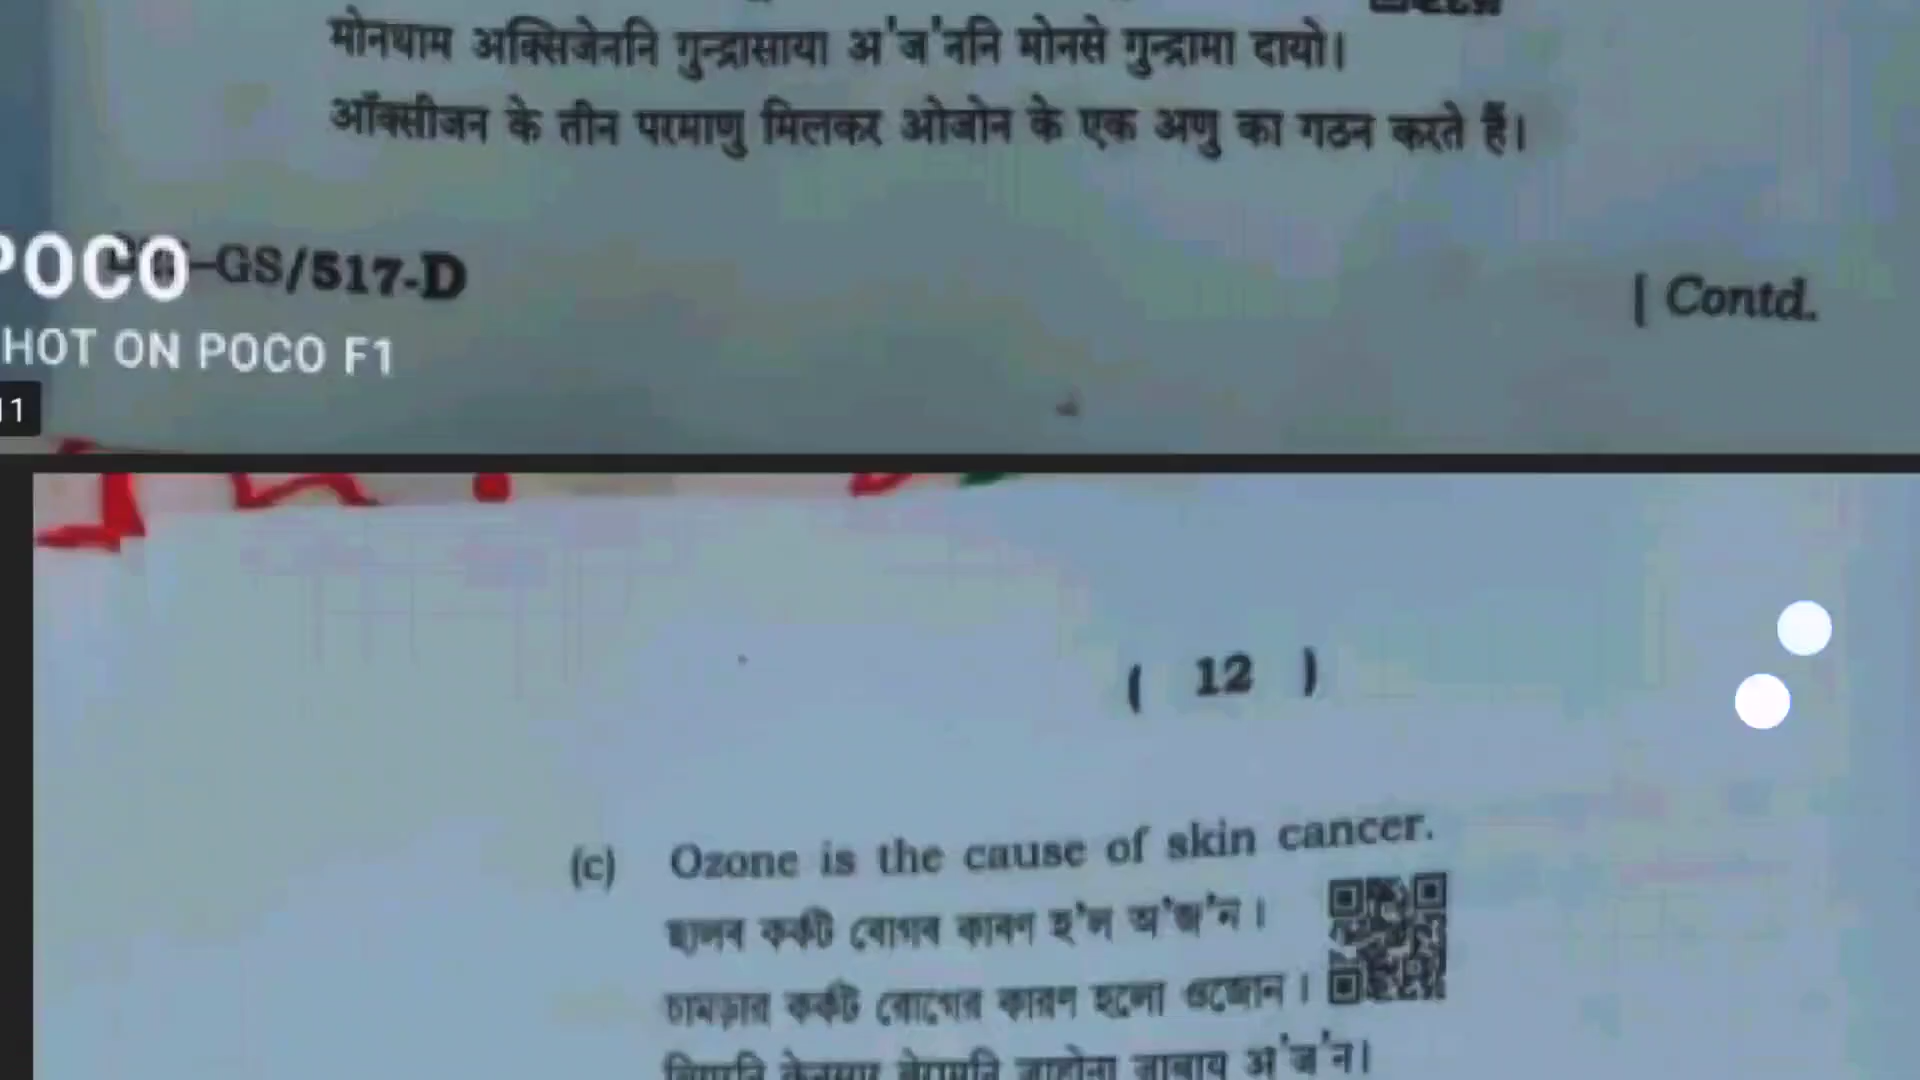 मोनथाम अक्सिजेननि गुन्द्रासाया अ'ज'ननि मोनसे गुन्द्रामा दायो।
ऑक्सीजन के तीन परमाणु मिलकर ओजोन के एक अणु का गठन करते हैं।
-GS/517-D
[ Contd.
POCO
HOT ON POCO F1
11
( 12 )
(c) Ozone is the cause of skin cancer.
ছালৰ কৰ্কট ৰোগৰ কাৰণ হ'ল অ'জ'ন।
চামড়ার কর্কট রোগের কারণ হলো ওজোন।
अ'ज'न।